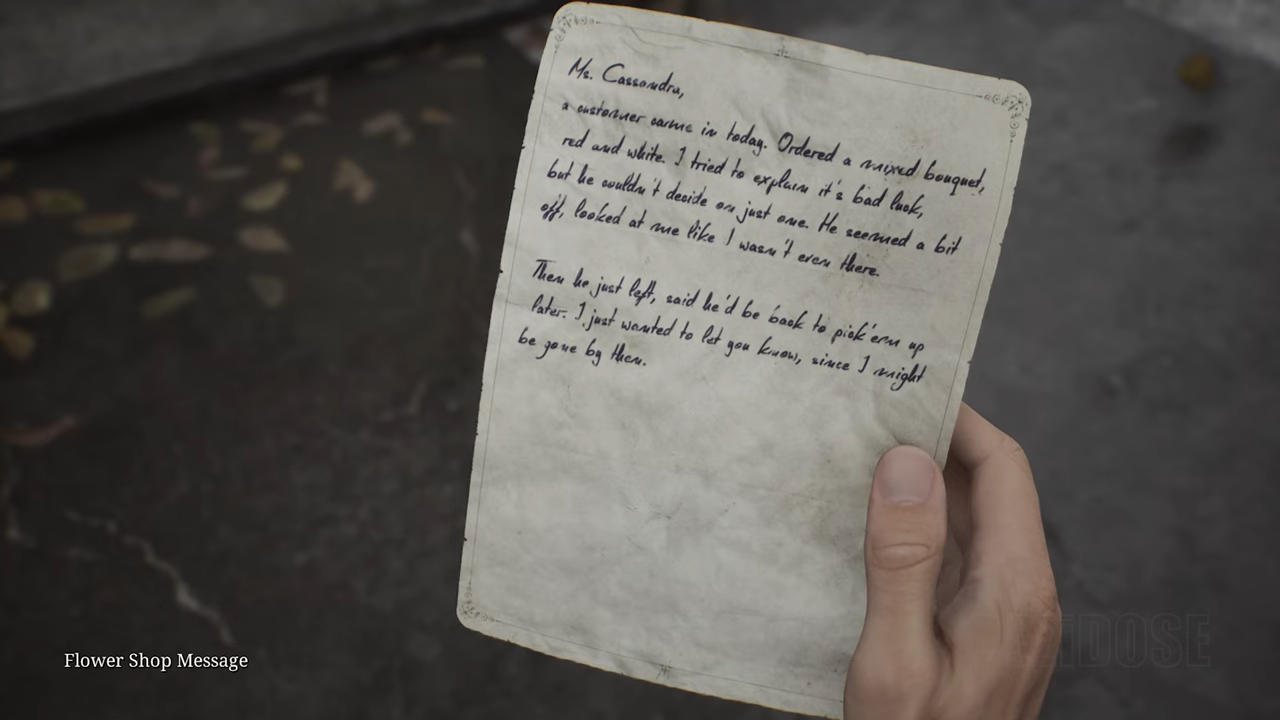 Ms. Cassandra,
a customer came in today. Ordered a mixed bouquet,
red and white. I tried to explain it's bad luck,
but he couldn't decide on just one. He seemed a bit
off, looked at me like I wasn't even there.
Then he just left, said he'd be back to pick'em up
later. I just wanted to let you know, since I might
be gone by then.
Flower Shop Message